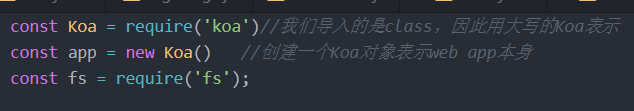 const Koa = require('koa')//我们导入的是class，因此用大写的Koa表示
const app = new Koa()   //创建一个Koa对象表示web app本身
const fs = require('fs');